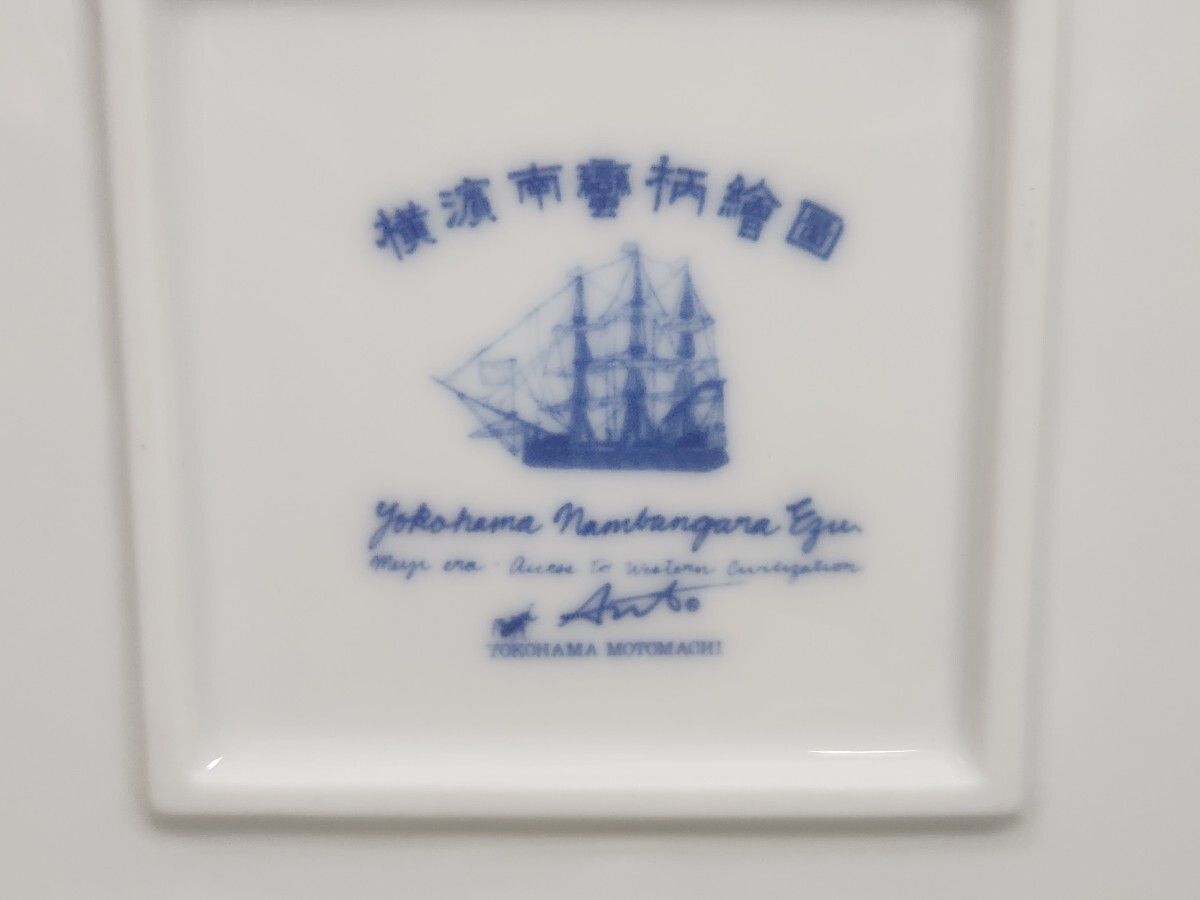 横濱南蠻柄繪圖
Yokohama Nambangara Ezu.
Meiji era - Access to Western Civilization
YOKOHAMA MOTOMACHI